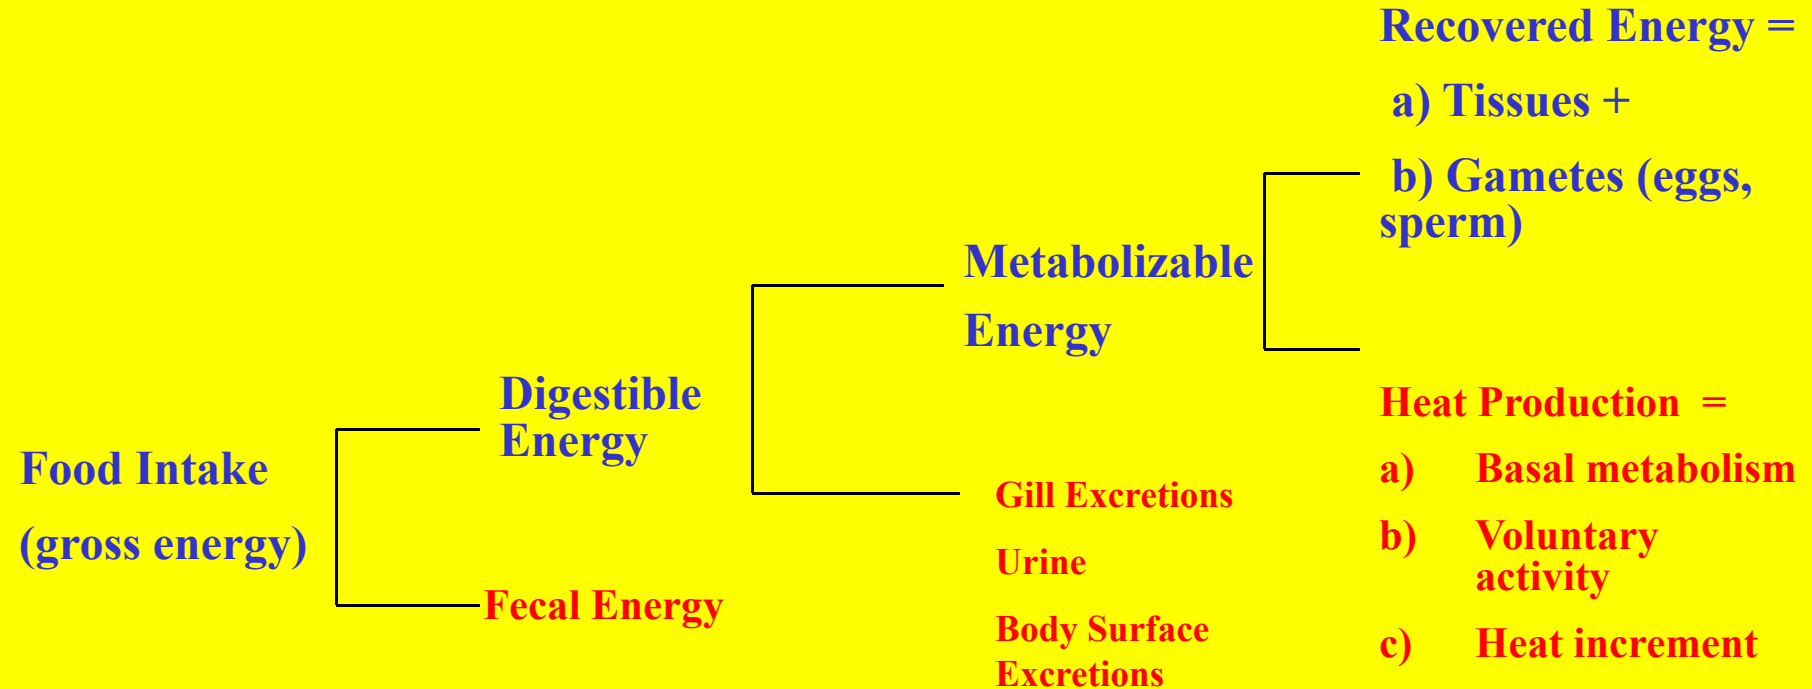 Food Intake
(gross energy)
Digestible
Energy
Fecal Energy
Metabolizable
Energy
Gill Excretions
Urine
Body Surface
Excretions
Recovered Energy =
a) Tissues +
b) Gametes (eggs,
sperm)
Heat Production =
a) Basal metabolism
b) Voluntary
activity
c) Heat increment